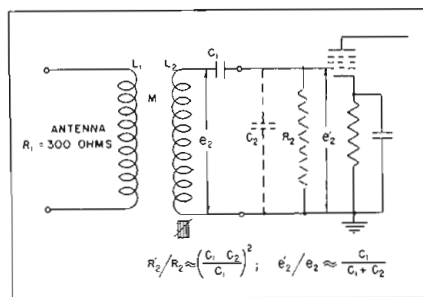 L₁ L₂ C₁
M
ANTENNA
R₁ = 300 OHMS
e₂ C₂ R₂ e'₂
R'₂/R₂ ≈ (C₁ C₂ / C₁)² ; e'₂/e₂ ≈ C₁ / C₁ + C₂